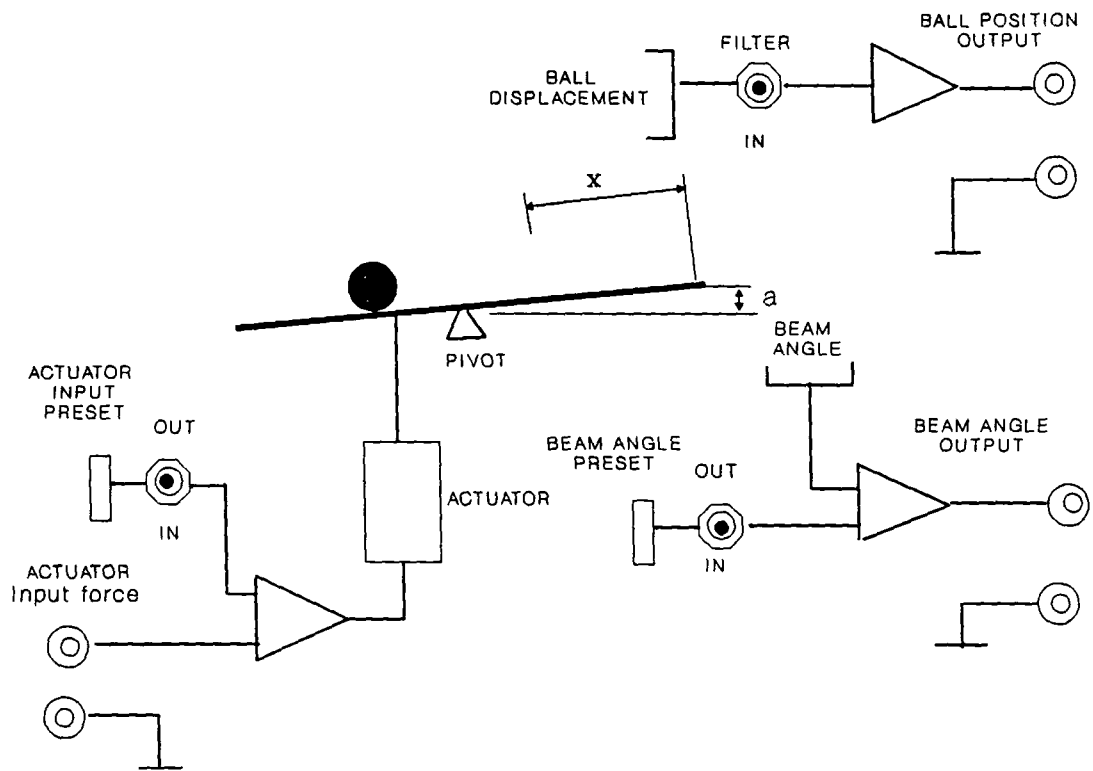 BALL POSITION
OUTPUT
FILTER
BALL
DISPLACEMENT
IN
x
a
PIVOT
BEAM
ANGLE
ACTUATOR
INPUT
PRESET
OUT
IN
ACTUATOR
BEAM ANGLE
PRESET
OUT
IN
BEAM ANGLE
OUTPUT
ACTUATOR
Input force